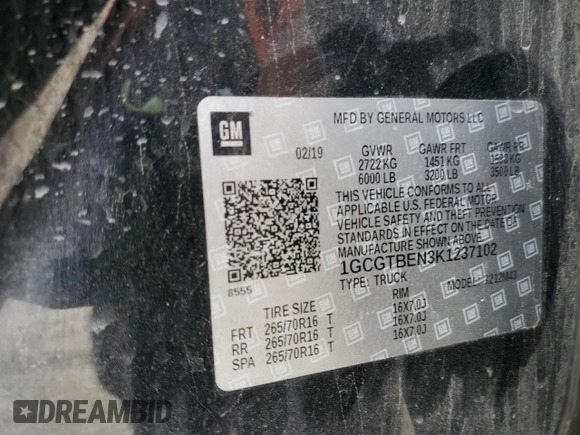 GM
MFD BY GENERAL MOTORS LLC
02/19 GVWR GAWR FRT GAWR RR
2722 KG 1451 KG 1588 KG
6000 LB 3200 LB 3500 LB
THIS VEHICLE CONFORMS TO ALL
APPLICABLE U.S. FEDERAL MOTOR
VEHICLE SAFETY AND THEFT PREVENTION
STANDARDS IN EFFECT ON THE DATE OF
MANUFACTURE SHOWN ABOVE.
1GCGTBEN3K1237102
8555 TYPE: TRUCK MODEL:
TIRE SIZE RIM
FRT 265/70R16 T 16X7.0J
RR 265/70R16 T 16X7.0J
SPA 265/70R16 T 16X7.0J
DREAMBID